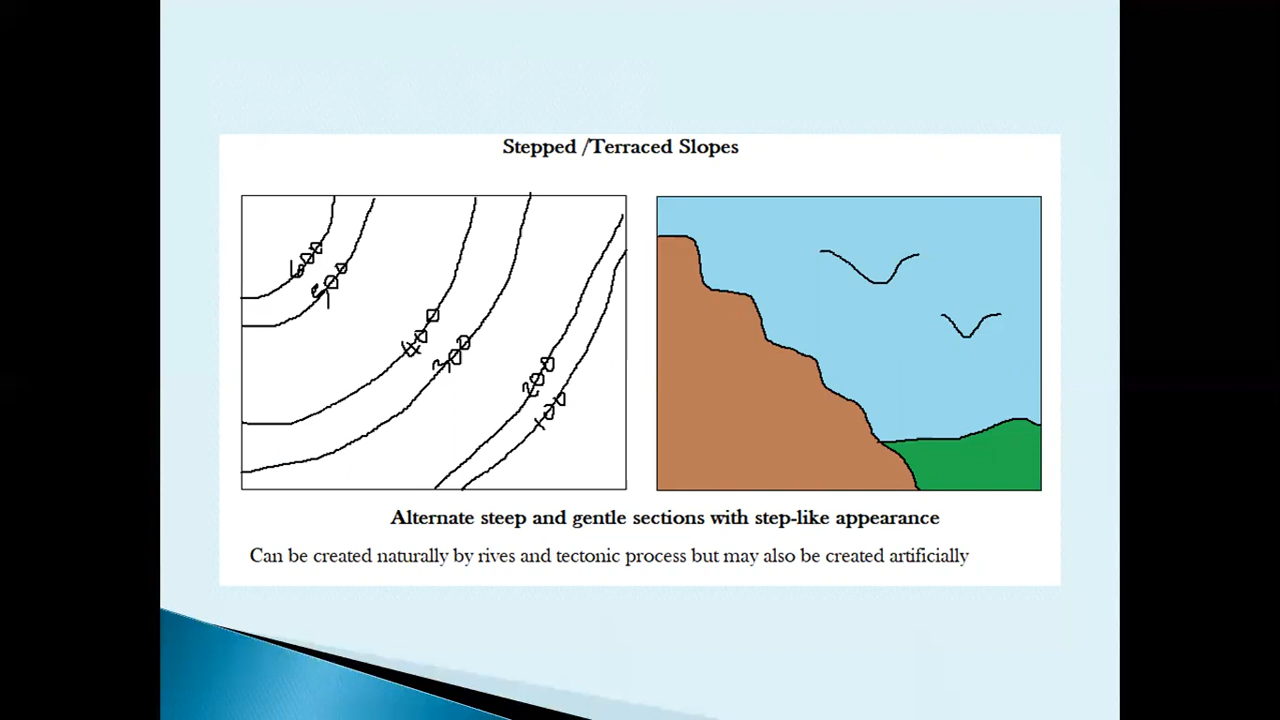 Stepped /Terraced Slopes
Alternate steep and gentle sections with step-like appearance
Can be created naturally by rives and tectonic process but may also be created artificially